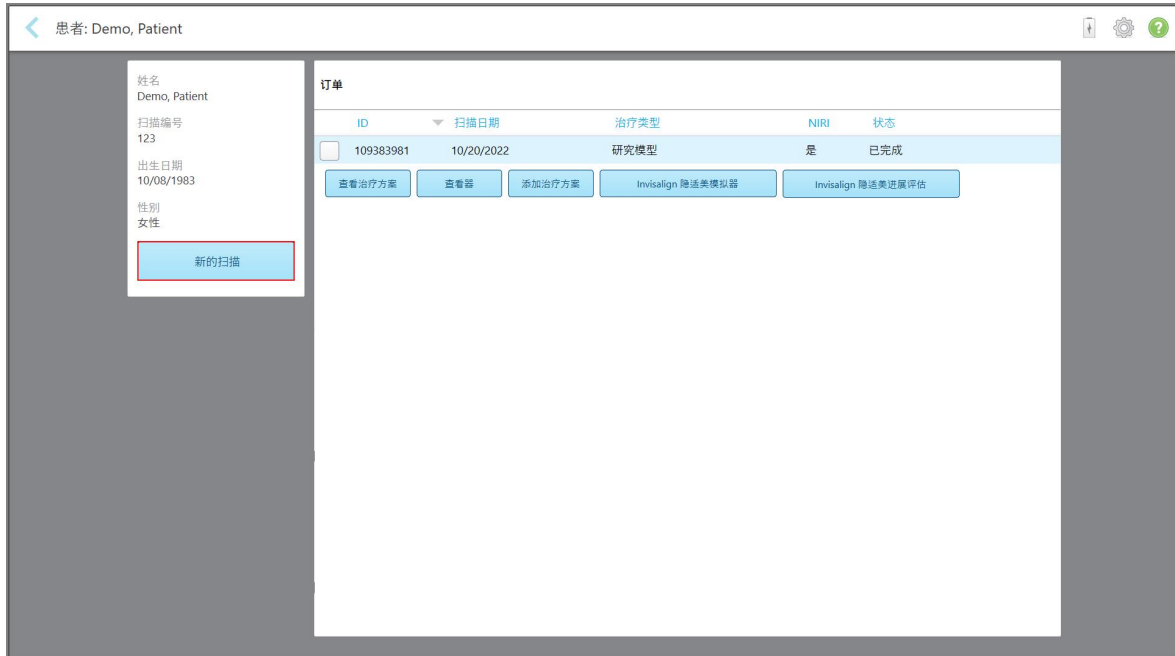 患者: Demo, Patient
姓名
Demo, Patient
扫描编号
123
出生日期
10/08/1983
性别
女性
新的扫描
订单
ID 扫描日期 治疗类型 NIRI 状态
109383981 10/20/2022 研究模型 是 已完成
查看治疗方案 查看器 添加治疗方案 Invisalign 隐适美模拟器 Invisalign 隐适美进展评估